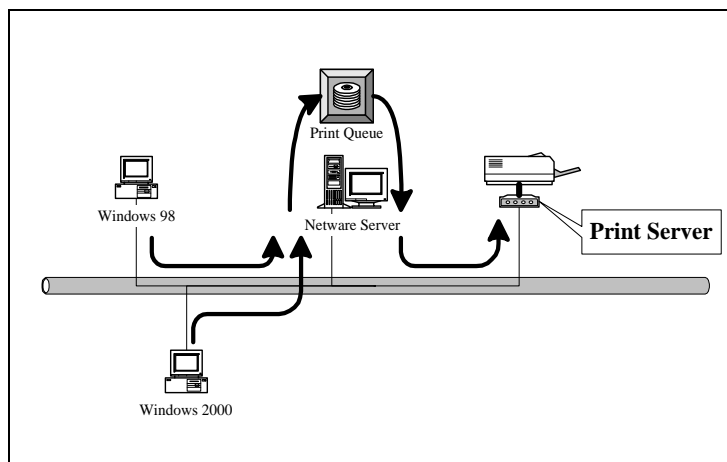 Print Queue
Windows 98
Netware Server
Print Server
Windows 2000